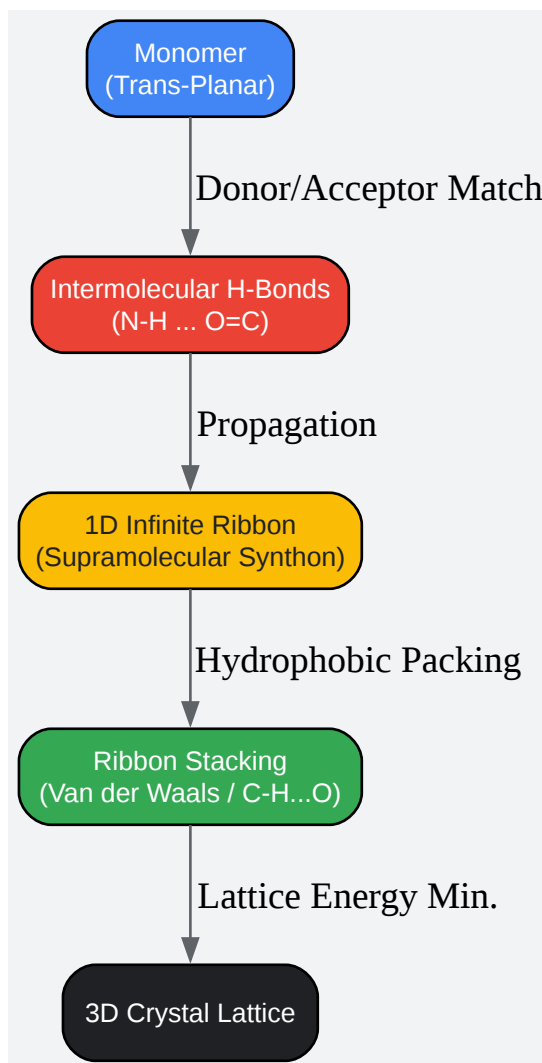 Monomer
(Trans-Planar)
Donor/Acceptor Match
Intermolecular H-Bonds
(N-H ... O=C)
Propagation
1D Infinite Ribbon
(Supramolecular Synthon)
Hydrophobic Packing
Ribbon Stacking
(Van der Waals / C-H...O)
Lattice Energy Min.
3D Crystal Lattice